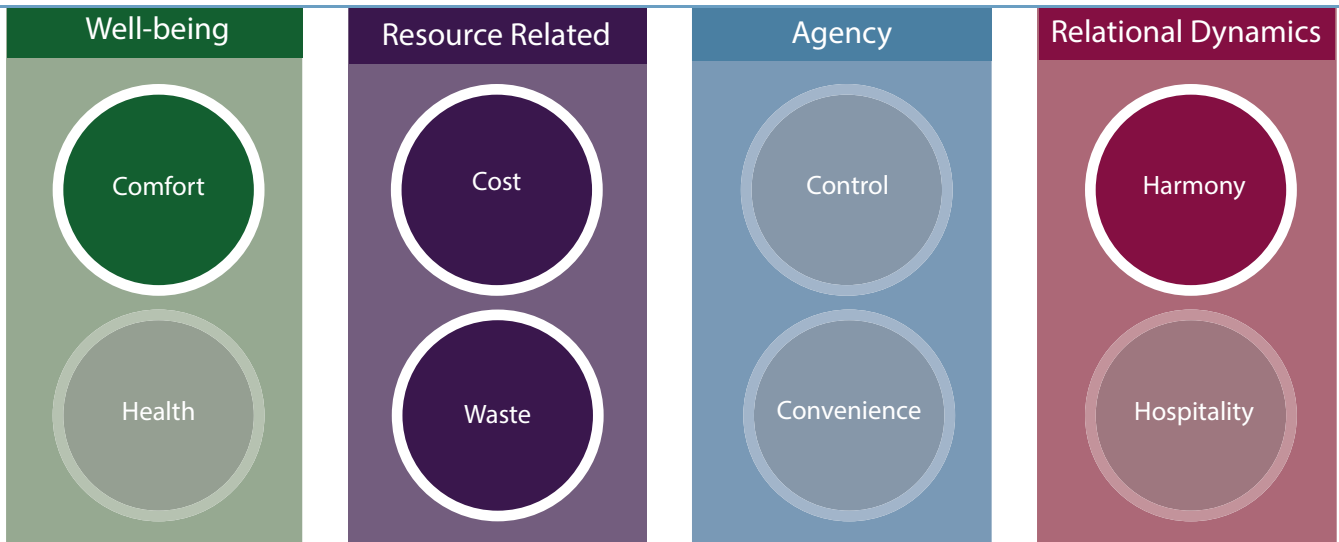 Well-being
Resource Related
Agency
Relational Dynamics
Comfort
Cost
Control
Harmony
Health
Waste
Convenience
Hospitality